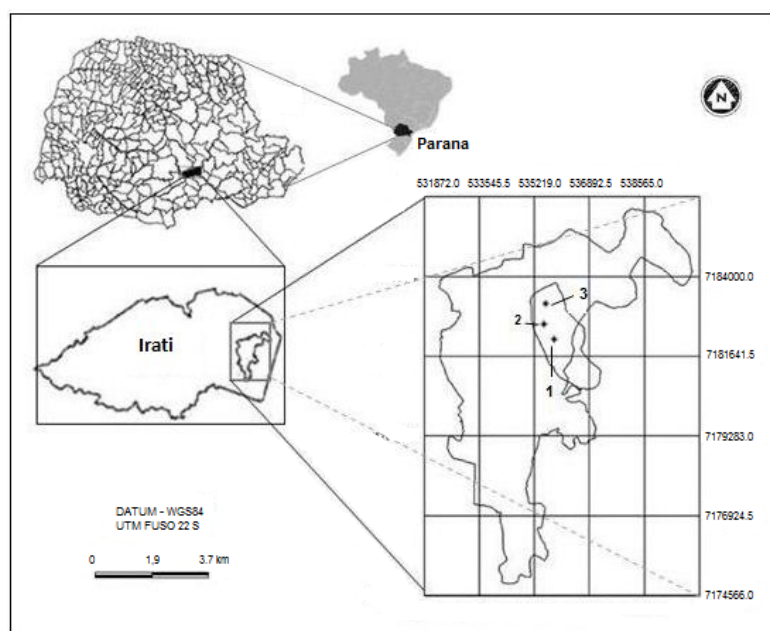 N
Parana
531872.0 533545.5 535219.0 536892.5 538565.0
7184000.0
3
2
Irati
7181641.5
1
7179283.0
DATUM - WGS84
UTM FUSO 22 S
7176924.5
0 1,9 3.7 km
7174566.0